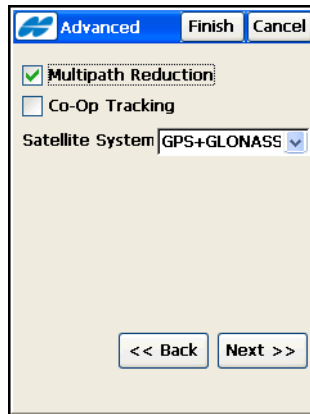 Advanced Finish Cancel
Multipath Reduction
Co-Op Tracking
Satellite System GPS+GLONASS
<< Back Next >>